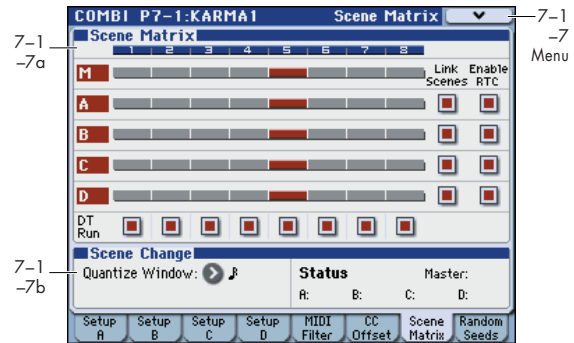 COMBI P7-1:KARMA1 Scene Matrix
7-1
-7
Menu
7-1
-7a
Scene Matrix
1 2 3 4 5 6 7 8
M
Link Scenes
Enable RTC
A
B
C
D
DT Run
Scene Change
7-1
-7b
Quantize Window: 
Status
Master:
A: B: C: D:
Setup A
Setup B
Setup C
Setup D
MIDI Filter
CC Offset
Scene Matrix
Random Seeds